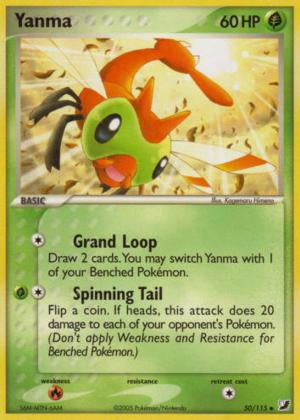 Yanma 60 HP
BASIC Illus. Kagemaru Himeno
Grand Loop
Draw 2 cards. You may switch Yanma with
1 of your Benched Pokémon.
Spinning Tail
Flip a coin. If heads, this attack does 20
damage to each of your opponent's Pokémon.
(Don't apply Weakness and Resistance for
Benched Pokémon.)
weakness resistance retreat cost
©2005 Pokémon/Nintendo 50/115